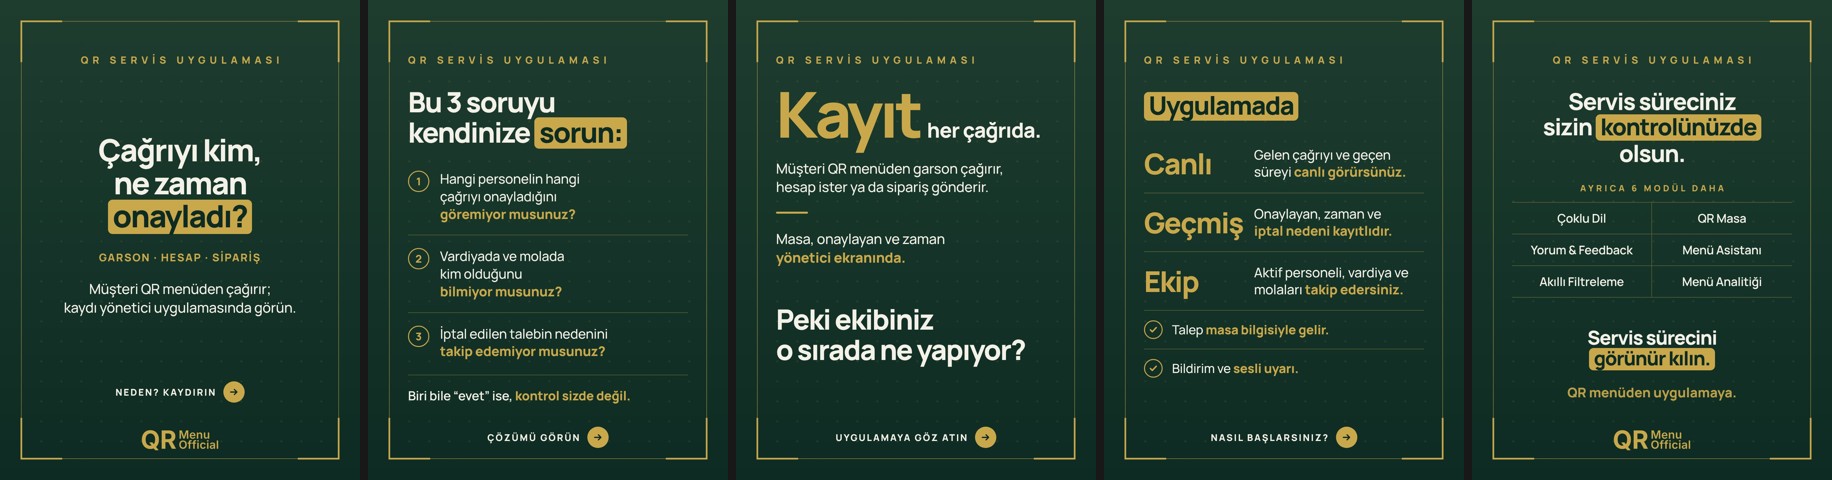 QR SERVİS UYGULAMASI
Çağrıyı kim,
ne zaman
onayladı?
GARSON · HESAP · SİPARİŞ
Müşteri QR menüden çağırır;
kaydı yönetici uygulamasında görün.
NEDEN? KAYDIRIN
QR Menu
Official
QR SERVİS UYGULAMASI
Bu 3 soruyu
kendinize sorun:
1 Hangi personelin hangi
çağrıyı onayladığını
göremiyor musunuz?
2 Vardiyada ve molada
kim olduğunu
bilmiyor musunuz?
3 İptal edilen talebin nedenini
takip edemiyor musunuz?
Biri bile “evet” ise, kontrol sizde değil.
ÇÖZÜMÜ GÖRÜN
QR SERVİS UYGULAMASI
Kayıt her çağrıda.
Müşteri QR menüden garson çağırır,
hesap ister ya da sipariş gönderir.
Masa, onaylayan ve zaman
yönetici ekranında.
Peki ekibiniz
o sırada ne yapıyor?
UYGULAMAYA GÖZ ATIN
QR SERVİS UYGULAMASI
Uygulamada
Canlı
Gelen çağrıyı ve geçen
süreyi canlı görürsünüz.
Geçmiş
Onaylayan, zaman ve
iptal nedeni kayıtlıdır.
Ekip
Aktif personeli, vardiya ve
molaları takip edersiniz.
Talep masa bilgisiyle gelir.
Bildirim ve sesli uyarı.
NASIL BAŞLARSINIZ?
QR SERVİS UYGULAMASI
Servis süreciniz
sizin kontrolünüzde
olsun.
AYRICA 6 MODÜL DAHA
Çoklu Dil QR Masa
Yorum & Feedback Menü Asistanı
Akıllı Filtreleme Menü Analitiği
Servis sürecini
görünür kılın.
QR menüden uygulamaya.
QR Menu
Official